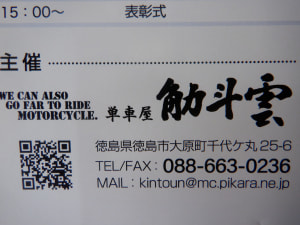 15：00〜 表彰式
主催
WE CAN ALSO
GO FAR TO RIDE
MOTORCYCLE. 単車屋 觔斗雲
徳島県徳島市大原町千代ケ丸 25-6
TEL/FAX：088-663-0236
MAIL：kintoun@mc.pikara.ne.jp